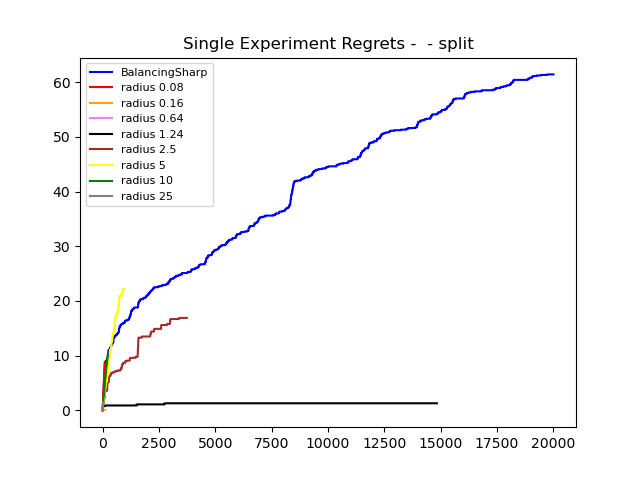 Single Experiment Regrets -  - split
BalancingSharp
radius 0.08
radius 0.16
radius 0.64
radius 1.24
radius 2.5
radius 5
radius 10
radius 25
60
50
40
30
20
10
0
0 2500 5000 7500 10000 12500 15000 17500 20000